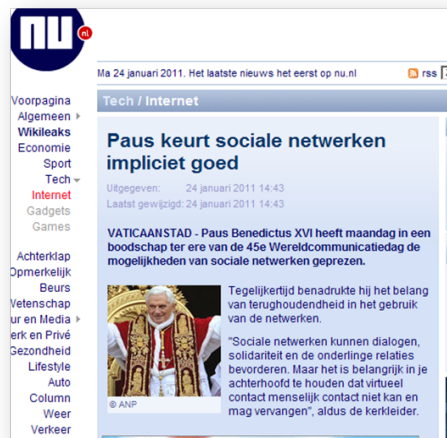 nu
.nl
Ma 24 januari 2011. Het laatste nieuws het eerst op nu.nl
rss
Voorpagina
Algemeen
Wikileaks
Economie
Sport
Tech
Internet
Gadgets
Games
Achterklap
Opmerkelijk
Beurs
Wetenschap
ur en Media
erk en Privé
Gezondheid
Lifestyle
Auto
Column
Weer
Verkeer
Tech / Internet
Paus keurt sociale netwerken
impliciet goed
Uitgegeven: 24 januari 2011 14:43
Laatst gewijzigd: 24 januari 2011 14:43
VATICAANSTAD - Paus Benedictus XVI heeft maandag in een
boodschap ter ere van de 45e Wereldcommunicatiedag de
mogelijkheden van sociale netwerken geprezen.
Tegelijkertijd benadrukte hij het belang
van terughoudendheid in het gebruik
van de netwerken.
"Sociale netwerken kunnen dialogen,
solidariteit en de onderlinge relaties
bevorderen. Maar het is belangrijk in je
achterhoofd te houden dat virtueel
contact menselijk contact niet kan en
mag vervangen", aldus de kerkleider.
© ANP